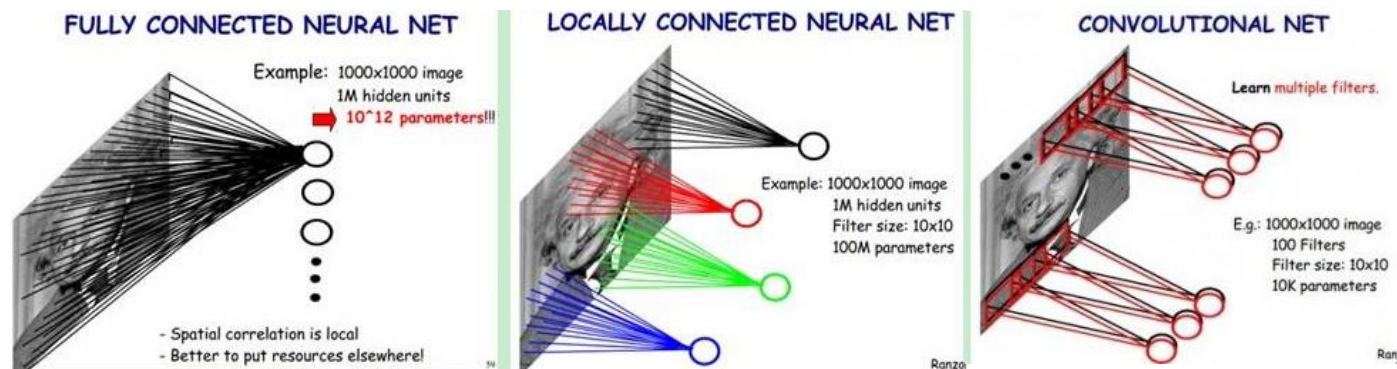 FULLY CONNECTED NEURAL NET
Example: 1000x1000 image
1M hidden units
10^12 parameters!!!
- Spatial correlation is local
- Better to put resources elsewhere!
LOCALLY CONNECTED NEURAL NET
Example: 1000x1000 image
1M hidden units
Filter size: 10x10
100M parameters
Ranzo
CONVOLUTIONAL NET
Learn multiple filters.
E.g.: 1000x1000 image
100 Filters
Filter size: 10x10
10K parameters
Ran